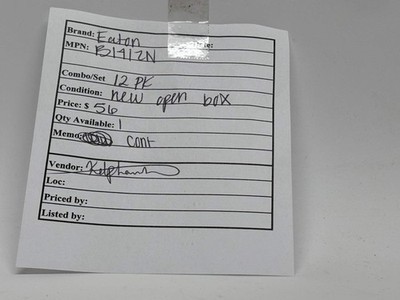 Brand: Eaton
MPN: B1412N
Combo/Set 12 PK
Condition: new open box
Price: $ 56
Qty Available: 1
Memo: cont
Vendor:
Loc:
Priced by:
Listed by: